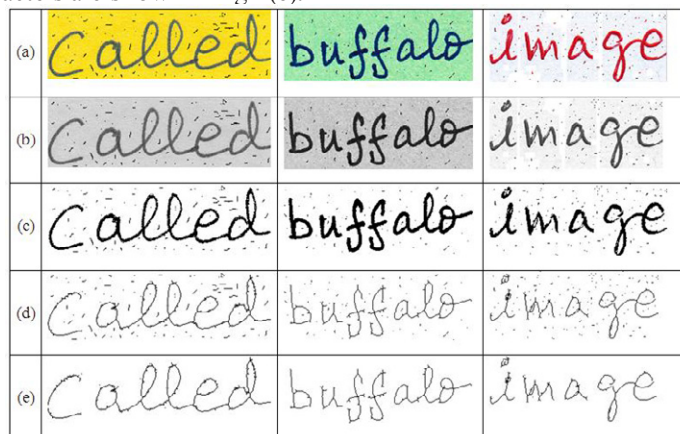 (a) Called buffalo image
(b) Called buffalo image
(c) Called buffalo image
(d) Called buffalo image
(e) Called buffalo image